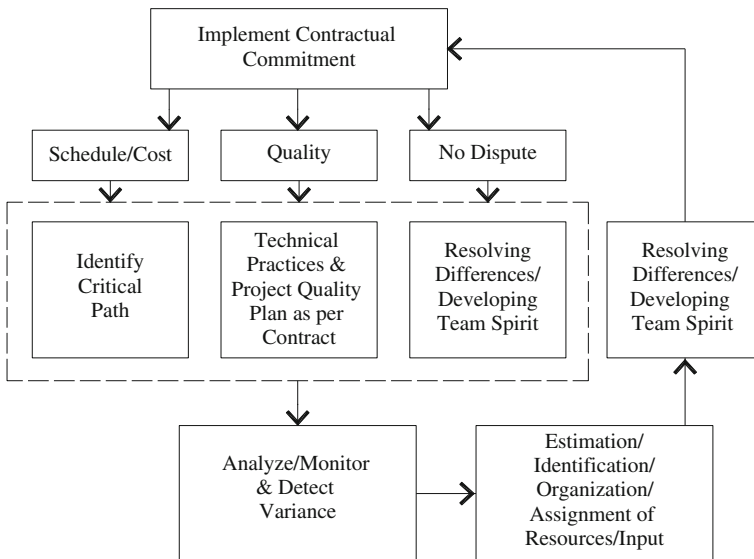 Implement Contractual
Commitment
Schedule/Cost
Quality
No Dispute
Identify
Critical
Path
Technical
Practices &
Project Quality
Plan as per
Contract
Resolving
Differences/
Developing
Team Spirit
Resolving
Differences/
Developing
Team Spirit
Analyze/Monitor
& Detect
Variance
Estimation/
Identification/
Organization/
Assignment of
Resources/Input